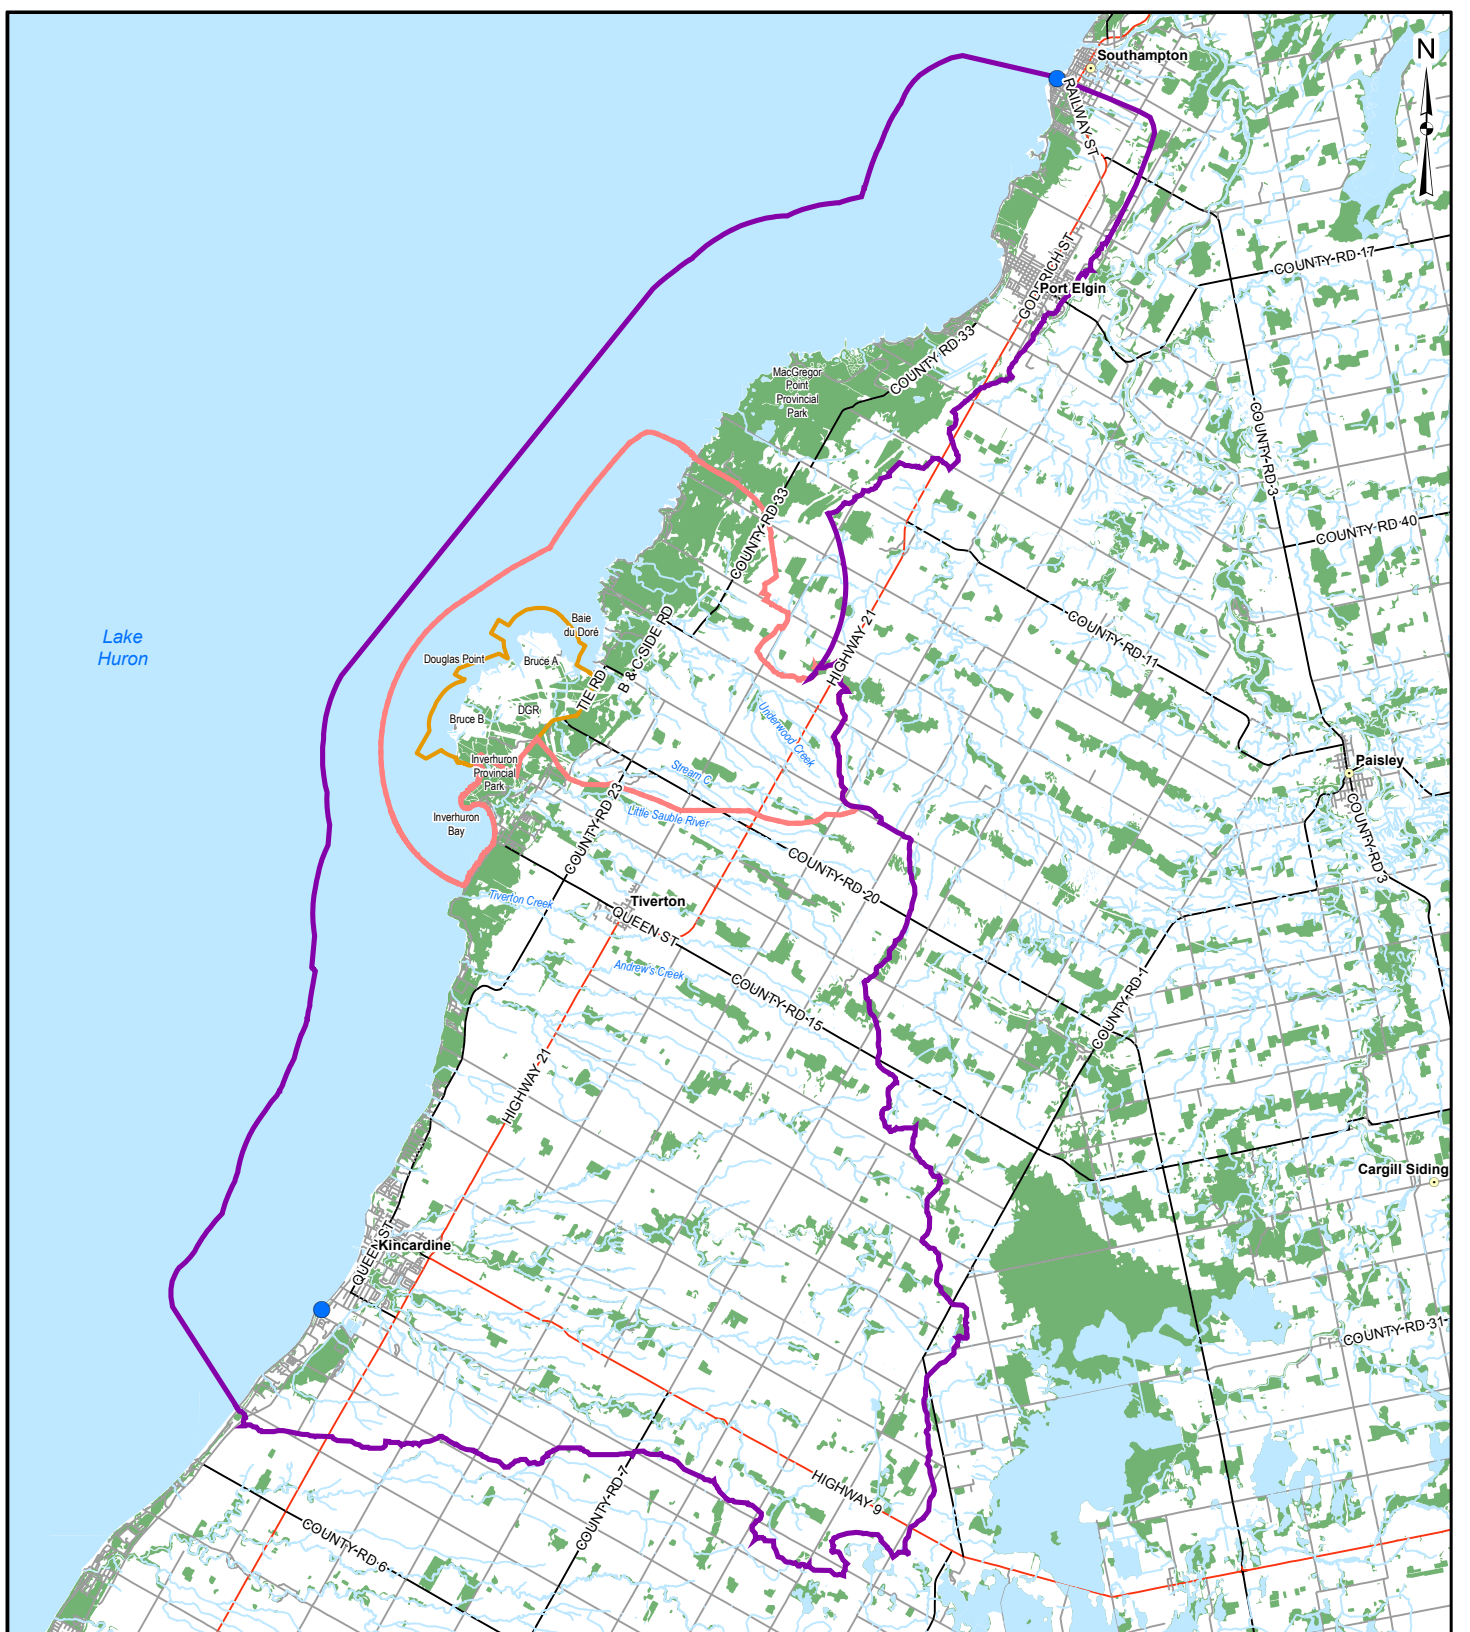 N
Southampton
RAILWAY ST
COUNTY RD 17
GODERICH ST
Port Elgin
COUNTY RD 33
MacGregor
Point
Provincial
Park
COUNTY RD 3
COUNTY RD 40
COUNTY RD 33
Lake
Huron
Baie
du Doré
Douglas Point
Bruce A
B & C SIDE RD
HIGHWAY 21
COUNTY RD 11
TIE RD
DGR
Bruce B
Underwood
Creek
Inverhuron
Provincial
Park
Stream C
Paisley
Inverhuron
Bay
Little Sauble River
COUNTY RD 23
COUNTY RD 20
COUNTY RD 3
Tiverton Creek
Tiverton
QUEEN ST
Andrew's Creek
COUNTY RD 15
COUNTY RD 1
HIGHWAY 21
Cargill Siding
QUEEN ST
Kincardine
COUNTY RD 31
HIGHWAY 9
COUNTY RD 7
COUNTY RD 6